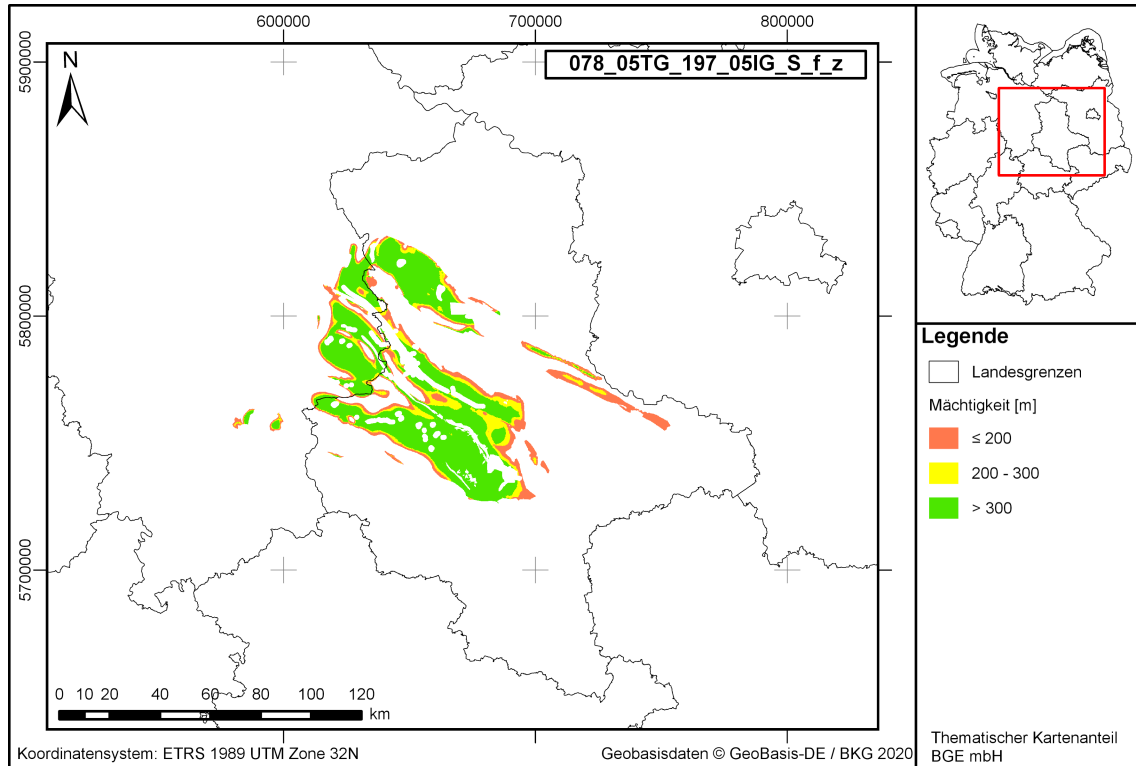 600000 700000 800000
078_05TG_197_05IG_S_f_z
N
5900000
5800000
5700000
0 10 20 40 60 80 100 120
km
Koordinatensystem: ETRS 1989 UTM Zone 32N
Geobasisdaten © GeoBasis-DE / BKG 2020
Legende
Landesgrenzen
Mächtigkeit [m]
≤ 200
200 - 300
> 300
Thematischer Kartenanteil
BGE mbH